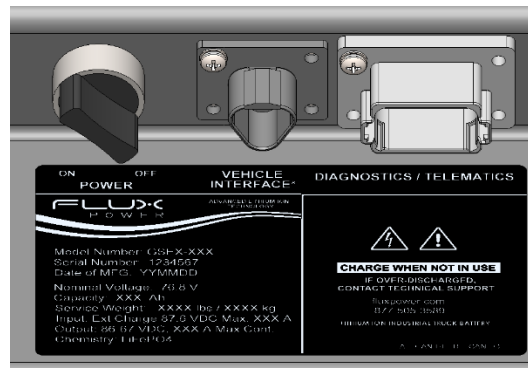 ON OFF
POWER
VEHICLE
INTERFACE
DIAGNOSTICS / TELEMATICS
FLUX
POWER
ADVANCED LITHIUM ION
TECHNOLOGY
Model Number: GSFX-XXX
Serial Number: 1234567
Date of MFG. YYMMDD
Nominal Voltage: 76.8 V
Capacity: XXX Ah
Service Weight: XXXX lbs / XXXX kg
Input: Ext Charge 87.6 VDC Max. XXX A
Output: 86-67 VDC, XXX A Max Cont.
Chemistry: LiFePO4
CHARGE WHEN NOT IN USE
IF OVER-DISCHARGED,
CONTACT TECHNICAL SUPPORT
fluxpower.com
877-505-3589
LITHIUM ION INDUSTRIAL TRUCK BATTERY